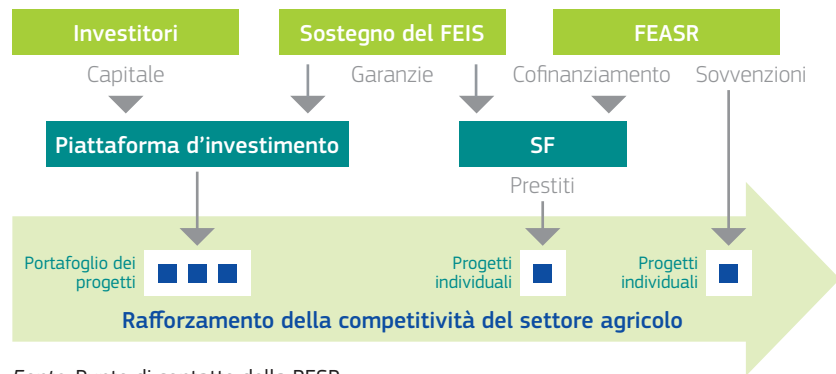 Investitori
Sostegno del FEIS
FEASR
Capitale
Garanzie
Cofinanziamento
Sovvenzioni
Piattaforma d'investimento
SF
Prestiti
Portafoglio dei
progetti
Progetti
individuali
Progetti
individuali
Rafforzamento della competitività del settore agricolo